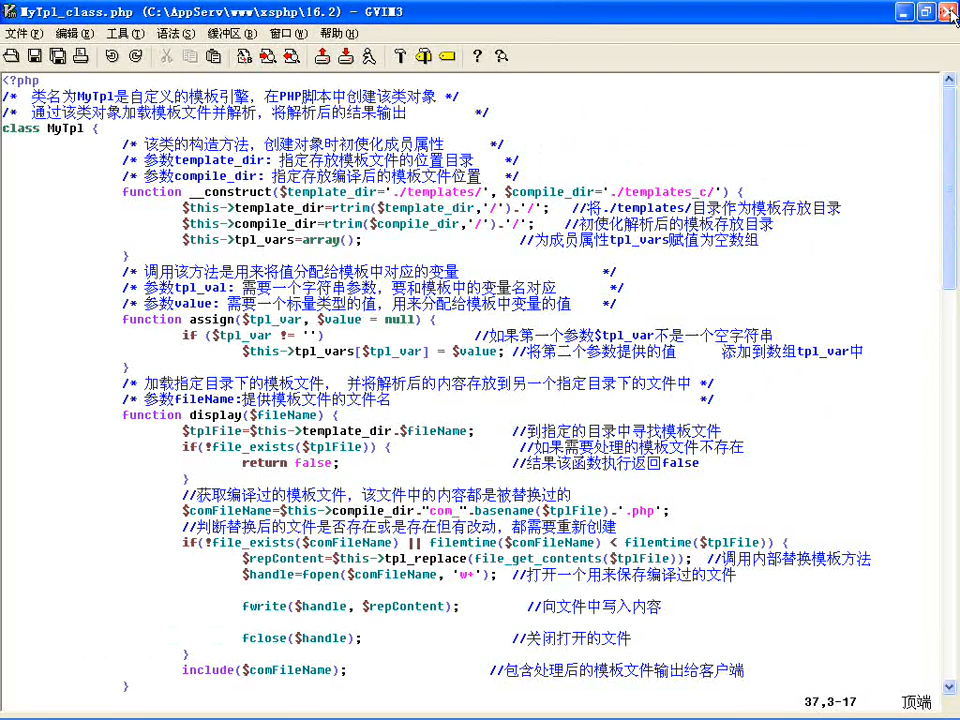 MyTpl_class.php (C:\AppServ\www\xsphp\16.2) - GVIM3
文件(F) 编辑(E) 工具(T) 语法(S) 缓冲区(B) 窗口(W) 帮助(H)
<?php
/* 类名为MyTpl是自定义的模板引擎，在PHP脚本中创建该类对象 */
/* 通过该类对象加载模板文件并解析，将解析后的结果输出 */
class MyTpl {
/* 该类的构造方法，创建对象时初使化成员属性 */
/* 参数template_dir: 指定存放模板文件的位置目录 */
/* 参数compile_dir: 指定存放编译后的模板文件位置 */
function __construct($template_dir='./templates/', $compile_dir='./templates_c/') {
$this->template_dir=rtrim($template_dir,'/').'/'; //将./templates/目录作为模板存放目录
$this->compile_dir=rtrim($compile_dir,'/').'/'; //初使化解析后的模板存放目录
$this->tpl_vars=array(); //为成员属性tpl_vars赋值为空数组
}
/* 调用该方法是用来将值分配给模板中对应的变量 */
/* 参数tpl_val: 需要一个字符串参数，要和模板中的变量名对应 */
/* 参数value: 需要一个标量类型的值，用来分配给模板中变量的值 */
function assign($tpl_var, $value = null) {
if ($tpl_var != '') //如果第一个参数$tpl_var不是一个空字符串
$this->tpl_vars[$tpl_var] = $value; //将第二个参数提供的值 添加到数组tpl_var中
}
/* 加载指定目录下的模板文件， 并将解析后的内容存放到另一个指定目录下的文件中 */
/* 参数fileName:提供模板文件的文件名 */
function display($fileName) {
$tplFile=$this->template_dir.$fileName; //到指定的目录中寻找模板文件
if(!file_exists($tplFile)) { //如果需要处理的模板文件不存在
return false; //结果该函数执行返回false
}
//获取编译过的模板文件，该文件中的内容都是被替换过的
$comFileName=$this->compile_dir."com_".basename($tplFile).'.php';
//判断替换后的文件是否存在或是存在但有改动，都需要重新创建
if(!file_exists($comFileName) || filemtime($comFileName) < filemtime($tplFile)) {
$repContent=$this->tpl_replace(file_get_contents($tplFile)); //调用内部替换模板方法
$handle=fopen($comFileName, 'w+'); //打开一个用来保存编译过的文件
fwrite($handle, $repContent); //向文件中写入内容
fclose($handle); //关闭打开的文件
}
include($comFileName); //包含处理后的模板文件输出给客户端
}
37,3-17 顶端